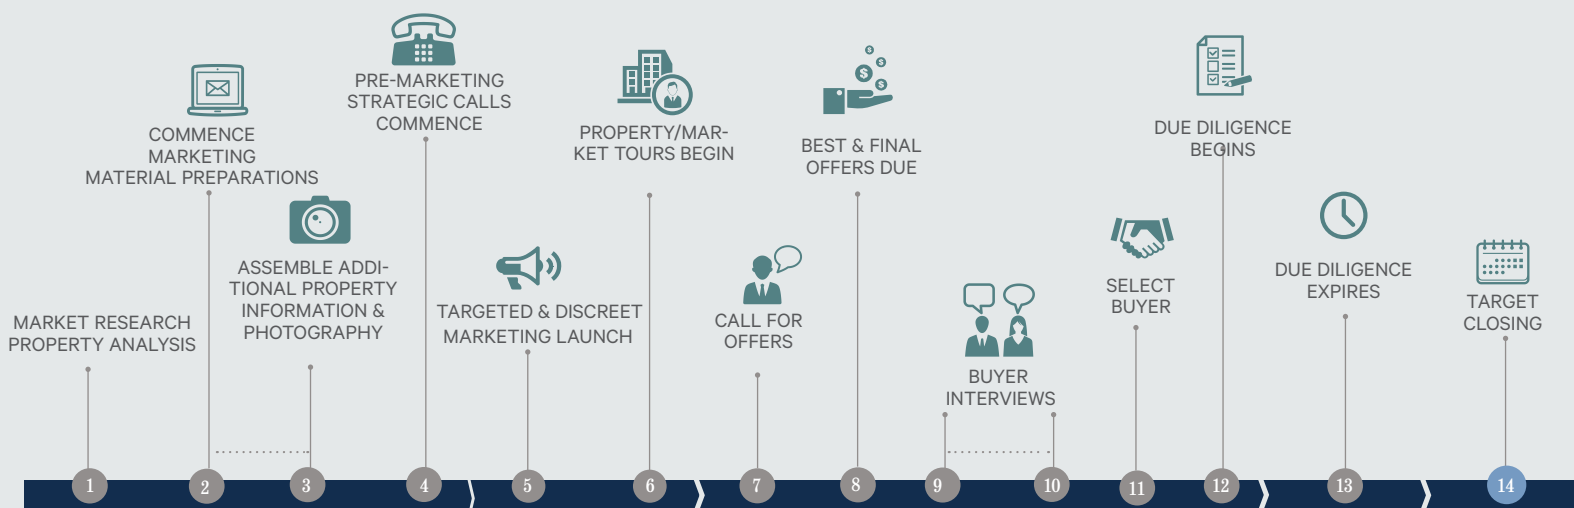 MARKET RESEARCH
PROPERTY ANALYSIS
COMMENCE
MARKETING
MATERIAL PREPARATIONS
ASSEMBLE ADDI-
TIONAL PROPERTY
INFORMATION &
PHOTOGRAPHY
PRE-MARKETING
STRATEGIC CALLS
COMMENCE
TARGETED & DISCREET
MARKETING LAUNCH
PROPERTY/MAR-
KET TOURS BEGIN
CALL FOR
OFFERS
BEST & FINAL
OFFERS DUE
BUYER
INTERVIEWS
SELECT
BUYER
DUE DILIGENCE
BEGINS
DUE DILIGENCE
EXPIRES
TARGET
CLOSING
1
2
3
4
5
6
7
8
9
10
11
12
13
14